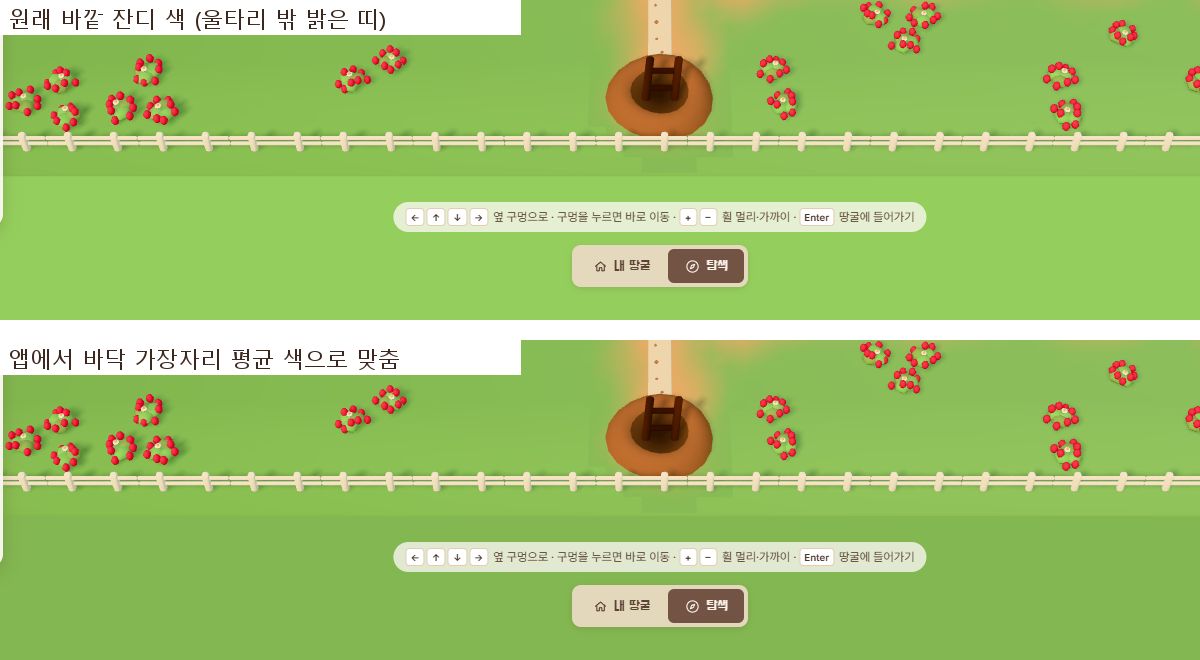 원래 바깥 잔디 색 (울타리 밖 밝은 띠)
← ↑ ↓ → 옆 구멍으로 · 구멍을 누르면 바로 이동 · + − 휠 멀리·가까이 · Enter 땅굴에 들어가기
내 땅굴 탐색
앱에서 바닥 가장자리 평균 색으로 맞춤
← ↑ ↓ → 옆 구멍으로 · 구멍을 누르면 바로 이동 · + − 휠 멀리·가까이 · Enter 땅굴에 들어가기
내 땅굴 탐색